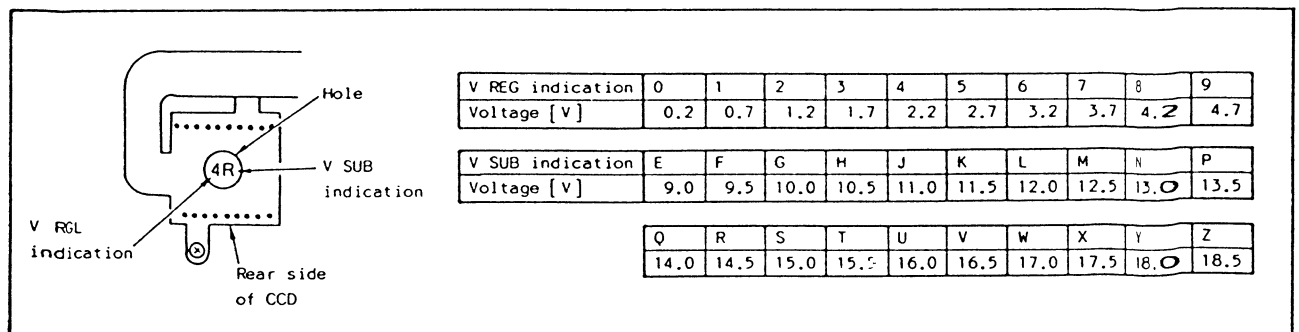 Hole
4R
V SUB
indication
V RGL
indication
Rear side
of CCD
V REG indication 0 1 2 3 4 5 6 7 8 9
Voltage [V] 0.2 0.7 1.2 1.7 2.2 2.7 3.2 3.7 4.2 4.7
V SUB indication E F G H J K L M N P
Voltage [V] 9.0 9.5 10.0 10.5 11.0 11.5 12.0 12.5 13.0 13.5
Q R S T U V W X Y Z
14.0 14.5 15.0 15.5 16.0 16.5 17.0 17.5 18.0 18.5